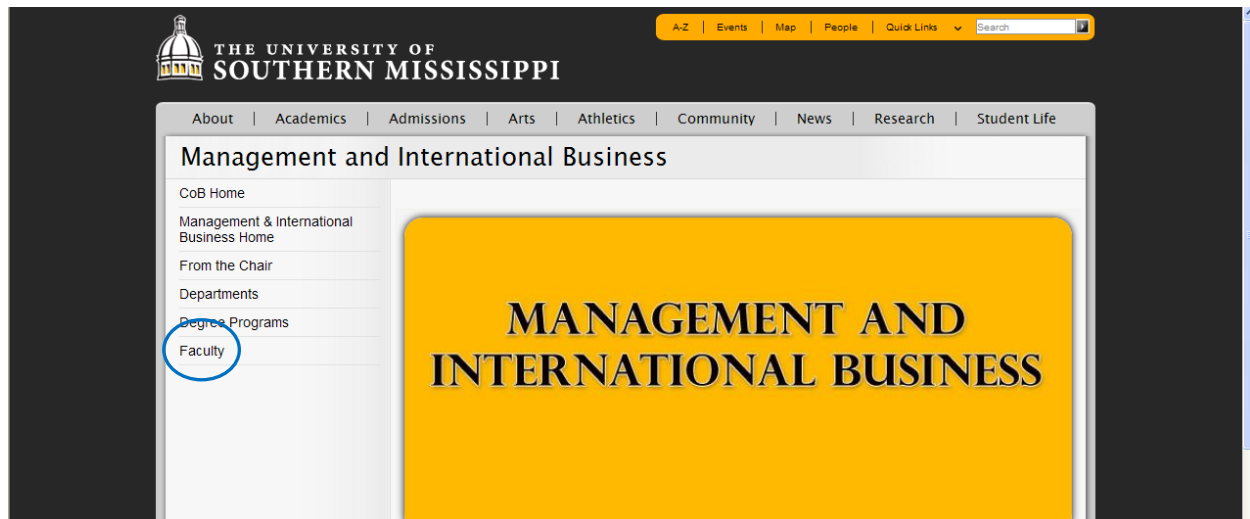 A-Z | Events | Map | People | Quick Links
Search
THE UNIVERSITY OF
SOUTHERN MISSISSIPPI
About | Academics | Admissions | Arts | Athletics | Community | News | Research | Student Life
Management and International Business
CoB Home
Management & International
Business Home
From the Chair
Departments
Degree Programs
Faculty
MANAGEMENT AND
INTERNATIONAL BUSINESS